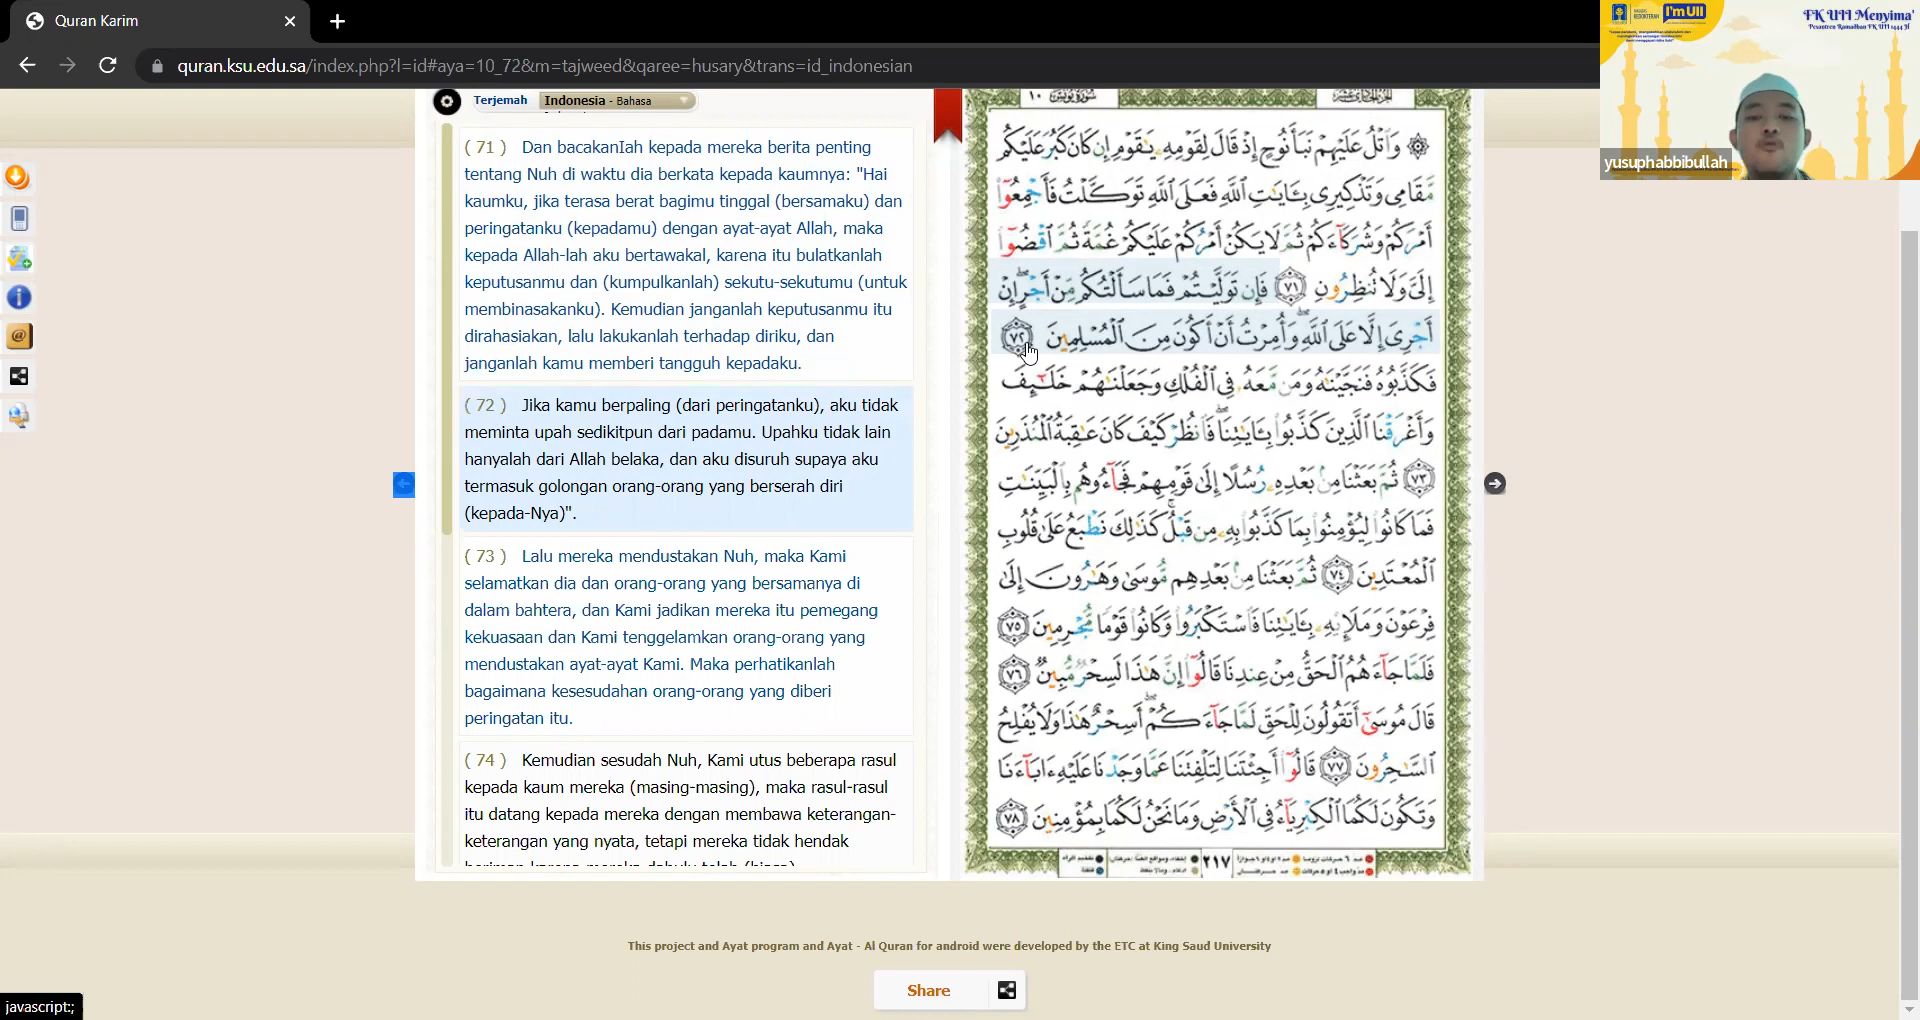 Quran Karim
quran.ksu.edu.sa/index.php?l=id#aya=10_72&m=tajweed&qaree=husary&trans=id_indonesian
FK UII Menyima'
Pesantren Ramadhan FK UII 1444 H
I'm UII
yusuphabbibullah
Terjemah Indonesia - Bahasa
( 71 ) Dan bacakanlah kepada mereka berita penting
tentang Nuh di waktu dia berkata kepada kaumnya: "Hai
kaumku, jika terasa berat bagimu tinggal (bersamaku) dan
peringatanku (kepadamu) dengan ayat-ayat Allah, maka
kepada Allah-lah aku bertawakal, karena itu bulatkanlah
keputusanmu dan (kumpulkanlah) sekutu-sekutumu (untuk
membinasakanku). Kemudian janganlah keputusanmu itu
dirahasiakan, lalu lakukanlah terhadap diriku, dan
janganlah kamu memberi tangguh kepadaku.
( 72 ) Jika kamu berpaling (dari peringatanku), aku tidak
meminta upah sedikitpun dari padamu. Upahku tidak lain
hanyalah dari Allah belaka, dan aku disuruh supaya aku
termasuk golongan orang-orang yang berserah diri
(kepada-Nya)".
( 73 ) Lalu mereka mendustakan Nuh, maka Kami
selamatkan dia dan orang-orang yang bersamanya di
dalam bahtera, dan Kami jadikan mereka itu pemegang
kekuasaan dan Kami tenggelamkan orang-orang yang
mendustakan ayat-ayat Kami. Maka perhatikanlah
bagaimana kesesudahan orang-orang yang diberi
peringatan itu.
( 74 ) Kemudian sesudah Nuh, Kami utus beberapa rasul
kepada kaum mereka (masing-masing), maka rasul-rasul
itu datang kepada mereka dengan membawa keterangan-
keterangan yang nyata, tetapi mereka tidak hendak
سورة يونس ١٠
۞ وَٱتۡلُ عَلَيۡهِمۡ نَبَأَ نُوحٍ إِذۡ قَالَ لِقَوۡمِهِۦ يَٰقَوۡمِ إِن كَانَ كَبُرَ عَلَيۡكُم
مَّقَامِي وَتَذۡكِيرِي بِـَٔايَٰتِ ٱللَّهِ فَعَلَى ٱللَّهِ تَوَكَّلۡتُ فَأَجۡمِعُوٓاْ
أَمۡرَكُمۡ وَشُرَكَآءَكُمۡ ثُمَّ لَا يَكُنۡ أَمۡرُكُمۡ عَلَيۡكُمۡ غُمَّةٗ ثُمَّ ٱقۡضُوٓاْ
إِلَيَّ وَلَا تُنظِرُونِ ٧١ فَإِن تَوَلَّيۡتُمۡ فَمَا سَأَلۡتُكُم مِّنۡ أَجۡرٍۖ إِنۡ
أَجۡرِيَ إِلَّا عَلَى ٱللَّهِۖ وَأُمِرۡتُ أَنۡ أَكُونَ مِنَ ٱلۡمُسۡلِمِينَ ٧٢
فَكَذَّبُوهُ فَنَجَّيۡنَٰهُ وَمَن مَّعَهُۥ فِي ٱلۡفُلۡكِ وَجَعَلۡنَٰهُمۡ خَلَٰٓئِفَ
وَأَغۡرَقۡنَا ٱلَّذِينَ كَذَّبُواْ بِـَٔايَٰتِنَاۖ فَٱنظُرۡ كَيۡفَ كَانَ عَٰقِبَةُ ٱلۡمُنذَرِينَ
٧٣ ثُمَّ بَعَثۡنَا مِنۢ بَعۡدِهِۦ رُسُلًا إِلَىٰ قَوۡمِهِمۡ فَجَآءُوهُم بِٱلۡبَيِّنَٰتِ
فَمَا كَانُواْ لِيُؤۡمِنُواْ بِمَا كَذَّبُواْ بِهِۦ مِن قَبۡلُۚ كَذَٰلِكَ نَطۡبَعُ عَلَىٰ قُلُوبِ
ٱلۡمُعۡتَدِينَ ٧٤ ثُمَّ بَعَثۡنَا مِنۢ بَعۡدِهِم مُّوسَىٰ وَهَٰرُونَ إِلَىٰ
فِرۡعَوۡنَ وَمَلَإِيْهِۦ بِـَٔايَٰتِنَا فَٱسۡتَكۡبَرُواْ وَكَانُواْ قَوۡمٗا مُّجۡرِمِينَ ٧٥
فَلَمَّا جَآءَهُمُ ٱلۡحَقُّ مِنۡ عِندِنَا قَالُوٓاْ إِنَّ هَٰذَا لَسِحۡرٞ مُّبِينٞ ٧٦
قَالَ مُوسَىٰٓ أَتَقُولُونَ لِلۡحَقِّ لَمَّا جَآءَكُمۡۖ أَسِحۡرٌ هَٰذَا وَلَا يُفۡلِحُ
ٱلسَّٰحِرُونَ ٧٧ قَالُوٓاْ أَجِئۡتَنَا لِتَلۡفِتَنَا عَمَّا وَجَدۡنَا عَلَيۡهِ ءَابَآءَنَا
وَتَكُونَ لَكُمَا ٱلۡكِبۡرِيَآءُ فِي ٱلۡأَرۡضِ وَمَا نَحۡنُ لَكُمَا بِمُؤۡمِنِينَ ٧٨
٢١٧
This project and Ayat program and Ayat - Al Quran for android were developed by the ETC at King Saud University
Share
javascript:;